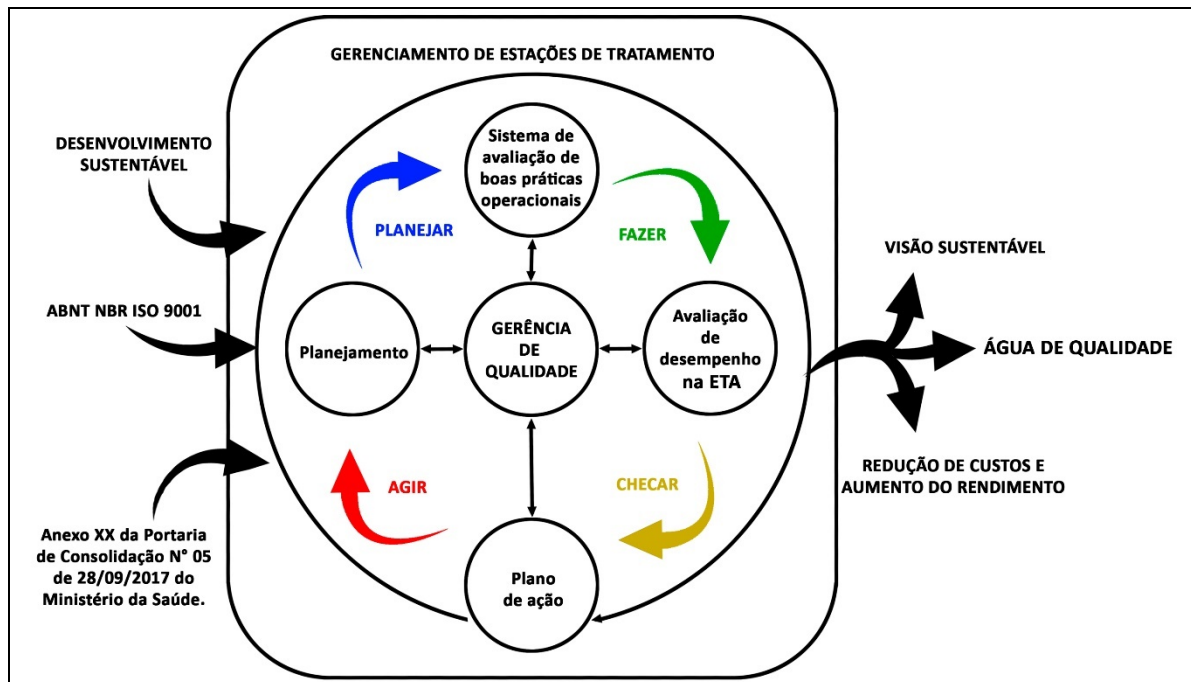 GERENCIAMENTO DE ESTAÇÕES DE TRATAMENTO
DESENVOLVIMENTO
SUSTENTÁVEL
ABNT NBR ISO 9001
Anexo XX da Portaria
de Consolidação N° 05
de 28/09/2017 do
Ministério da Saúde.
Sistema de
avaliação de
boas práticas
operacionais
PLANEJAR
FAZER
Planejamento
GERÊNCIA
DE
QUALIDADE
Avaliação
de
desempenho
na ETA
AGIR
CHECAR
Plano
de ação
VISÃO SUSTENTÁVEL
ÁGUA DE QUALIDADE
REDUÇÃO DE CUSTOS E
AUMENTO DO RENDIMENTO